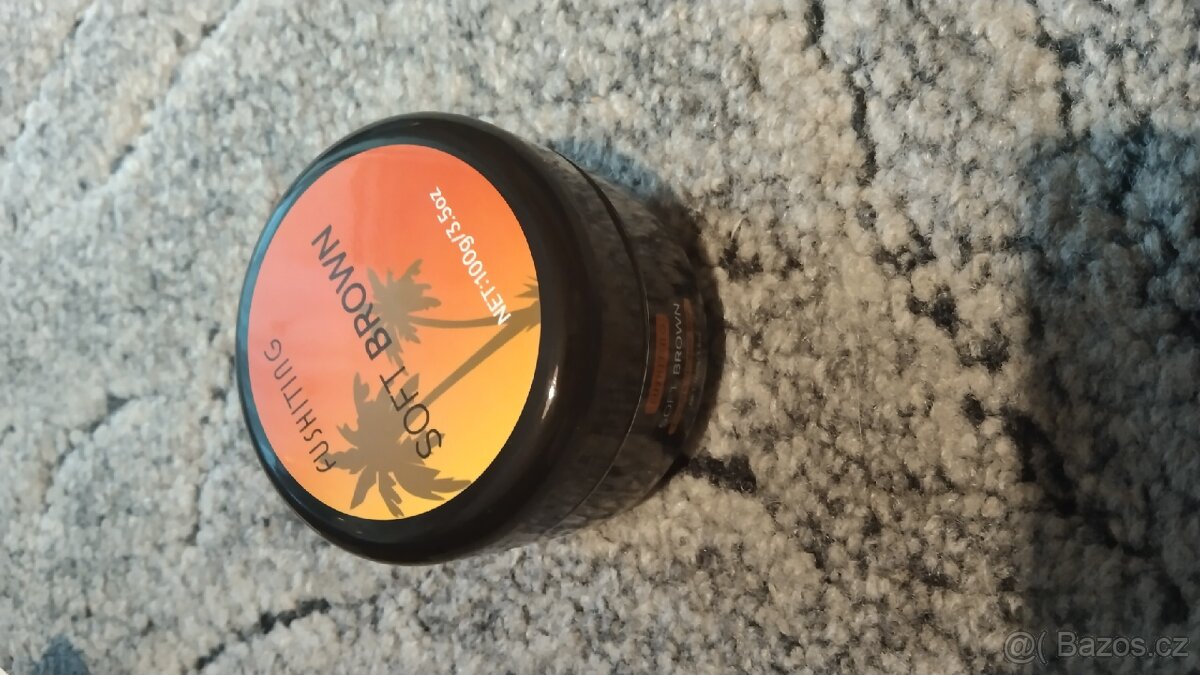 FUSHITING
SOFT BROWN
NET:100g/3.5oz
SOFT BROWN
@( Bazos.cz